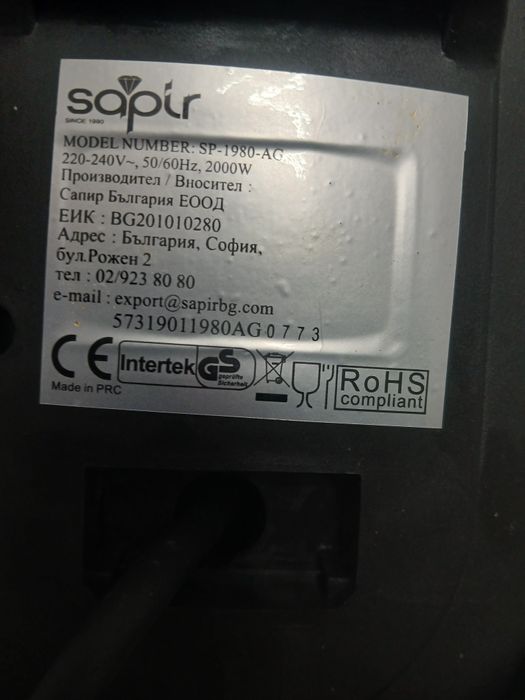 sapir
SINCE 1990
MODEL NUMBER: SP-1980-AG
220-240V~, 50/60Hz, 2000W
Производител / Вносител :
Сапир България ЕООД
ЕИК : BG201010280
Адрес : България, София,
бул.Рожен 2
тел : 02/923 80 80
e-mail : export@sapirbg.com
57319011980AG0773
CE Intertek GS geprüfte Sicherheit RoHS compliant
Made in PRC